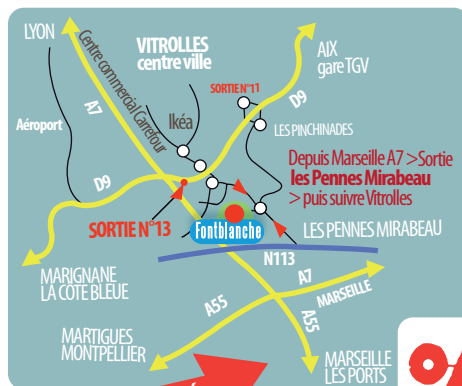 LYON
VITROLLES
centre ville
AIX
gare TGV
Centre commercial Carrefour
A7
SORTIE N°11
D9
Ikéa
Aéroport
LES PINCHINADES
Depuis Marseille A7 >Sortie
les Pennes Mirabeau
> puis suivre Vitrolles
D9
SORTIE N°13
Fontblanche
LES PENNES MIRABEAU
N113
MARIGNANE
LA CÔTE BLEUE
A7
MARSEILLE
A55
A55
MARTIGUES
MONTPELLIER
MARSEILLE
LES PORTS